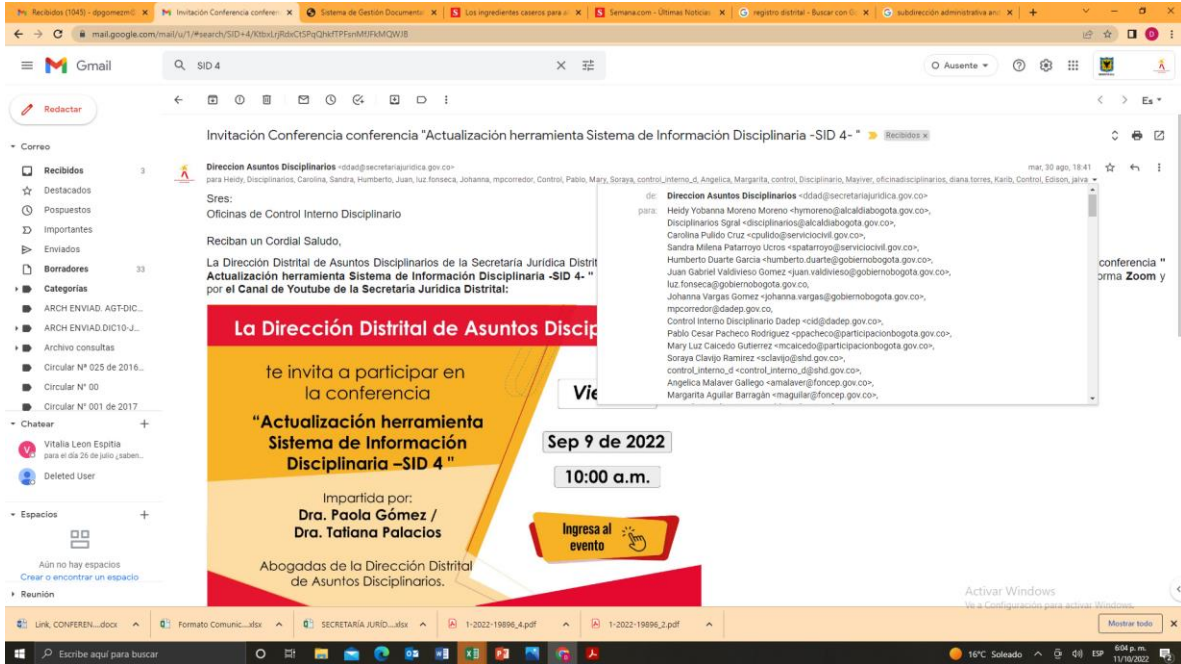 Recibidos (1045) - dpgomezm@
Invitación Conferencia conferen
Sistema de Gestión Documental
Los ingredientes caseros para
Semana.com - Últimas Noticias
registro distrital - Buscar con Go
subdirección administrativa
mail.google.com/mail/u/1/#search/SID+4/
Gmail
SID 4
Ausente
Redactar
Es
Invitación Conferencia conferencia "Actualización herramienta Sistema de Información Disciplinaria -SID 4- "
Recibidos x
Correo
Recibidos 3
Destacados
Pospuestos
Importantes
Enviados
Borradores 33
Categorías
ARCH ENVIAD. AGT-DIC...
ARCH ENVIAD.DIC10-J...
Archivo consultas
Circular Nª 025 de 2016...
Circular N° 00
Circular N° 001 de 2017
Chatear
Vitalia Leon Espitia
para el día 26 de julio ¿saben...
Deleted User
Espacios
Aún no hay espacios
Crear o encontrar un espacio
Reunión
Direccion Asuntos Disciplinarios <ddad@secretariajuridica.gov.co>
mar, 30 ago, 18:41
para Heidy, Disciplinarios, Carolina, Sandra, Humberto, Juan, luz.fonseca, Johanna, mpcorredor, Control, Pablo, Mary, Soraya, control_interno_d, Angelica, Margarita, control, Disciplinario, Mayiver, oficinadisciplinarios, diana.torres, Karib, Control, Edison, jaiva
Sres:
Oficinas de Control Interno Disciplinario
Reciban un Cordial Saludo,
La Dirección Distrital de Asuntos Disciplinarios de la Secretaría Jurídica Distrit
conferencia "
Actualización herramienta Sistema de Información Disciplinaria -SID 4- "
orma Zoom y
por el Canal de Youtube de la Secretaria Juridica Distrital:
de: Direccion Asuntos Disciplinarios <ddad@secretariajuridica.gov.co>
para: Heidy Yobanna Moreno Moreno <hymoreno@alcaldiabogota.gov.co>,
Disciplinarios Sgral <disciplinarios@alcaldiabogota.gov.co>,
Carolina Pulido Cruz <cpulido@serviciocivil.gov.co>,
Sandra Milena Patarroyo Ucros <spatarroyo@serviciocivil.gov.co>,
Humberto Duarte Garcia <humberto.duarte@gobiernobogota.gov.co>,
Juan Gabriel Valdivieso Gomez <juan.valdivieso@gobiernobogota.gov.co>,
luz.fonseca@gobiernobogota.gov.co,
Johanna Vargas Gomez <johanna.vargas@gobiernobogota.gov.co>,
mpcorredor@dadep.gov.co,
Control Interno Disciplinario Dadep <cid@dadep.gov.co>,
Pablo Cesar Pacheco Rodriguez <ppacheco@participacionbogota.gov.co>,
Mary Luz Caicedo Gutierrez <mcaicedo@participacionbogota.gov.co>,
Soraya Clavijo Ramirez <sclavijo@shd.gov.co>,
control_interno_d <control_interno_d@shd.gov.co>,
Angelica Malaver Gallego <amalaver@foncep.gov.co>,
Margarita Aguilar Barragán <maguilar@foncep.gov.co>,
La Dirección Distrital de Asuntos Discip
te invita a participar en
la conferencia
"Actualización herramienta
Sistema de Información
Disciplinaria –SID 4 "
Impartida por:
Dra. Paola Gómez /
Dra. Tatiana Palacios
Abogadas de la Dirección Distrital
de Asuntos Disciplinarios.
Vie
Sep 9 de 2022
10:00 a.m.
Ingresa al
evento
Activar Windows
Ve a Configuración para activar Windows.
Link, CONFEREN....docx
Formato Comunic....xlsx
SECRETARÍA JURÍD....xlsx
1-2022-19896_4.pdf
1-2022-19896_2.pdf
Mostrar todo
Escribe aquí para buscar
16°C Soleado
ESP
6:04 p. m.
11/10/2022